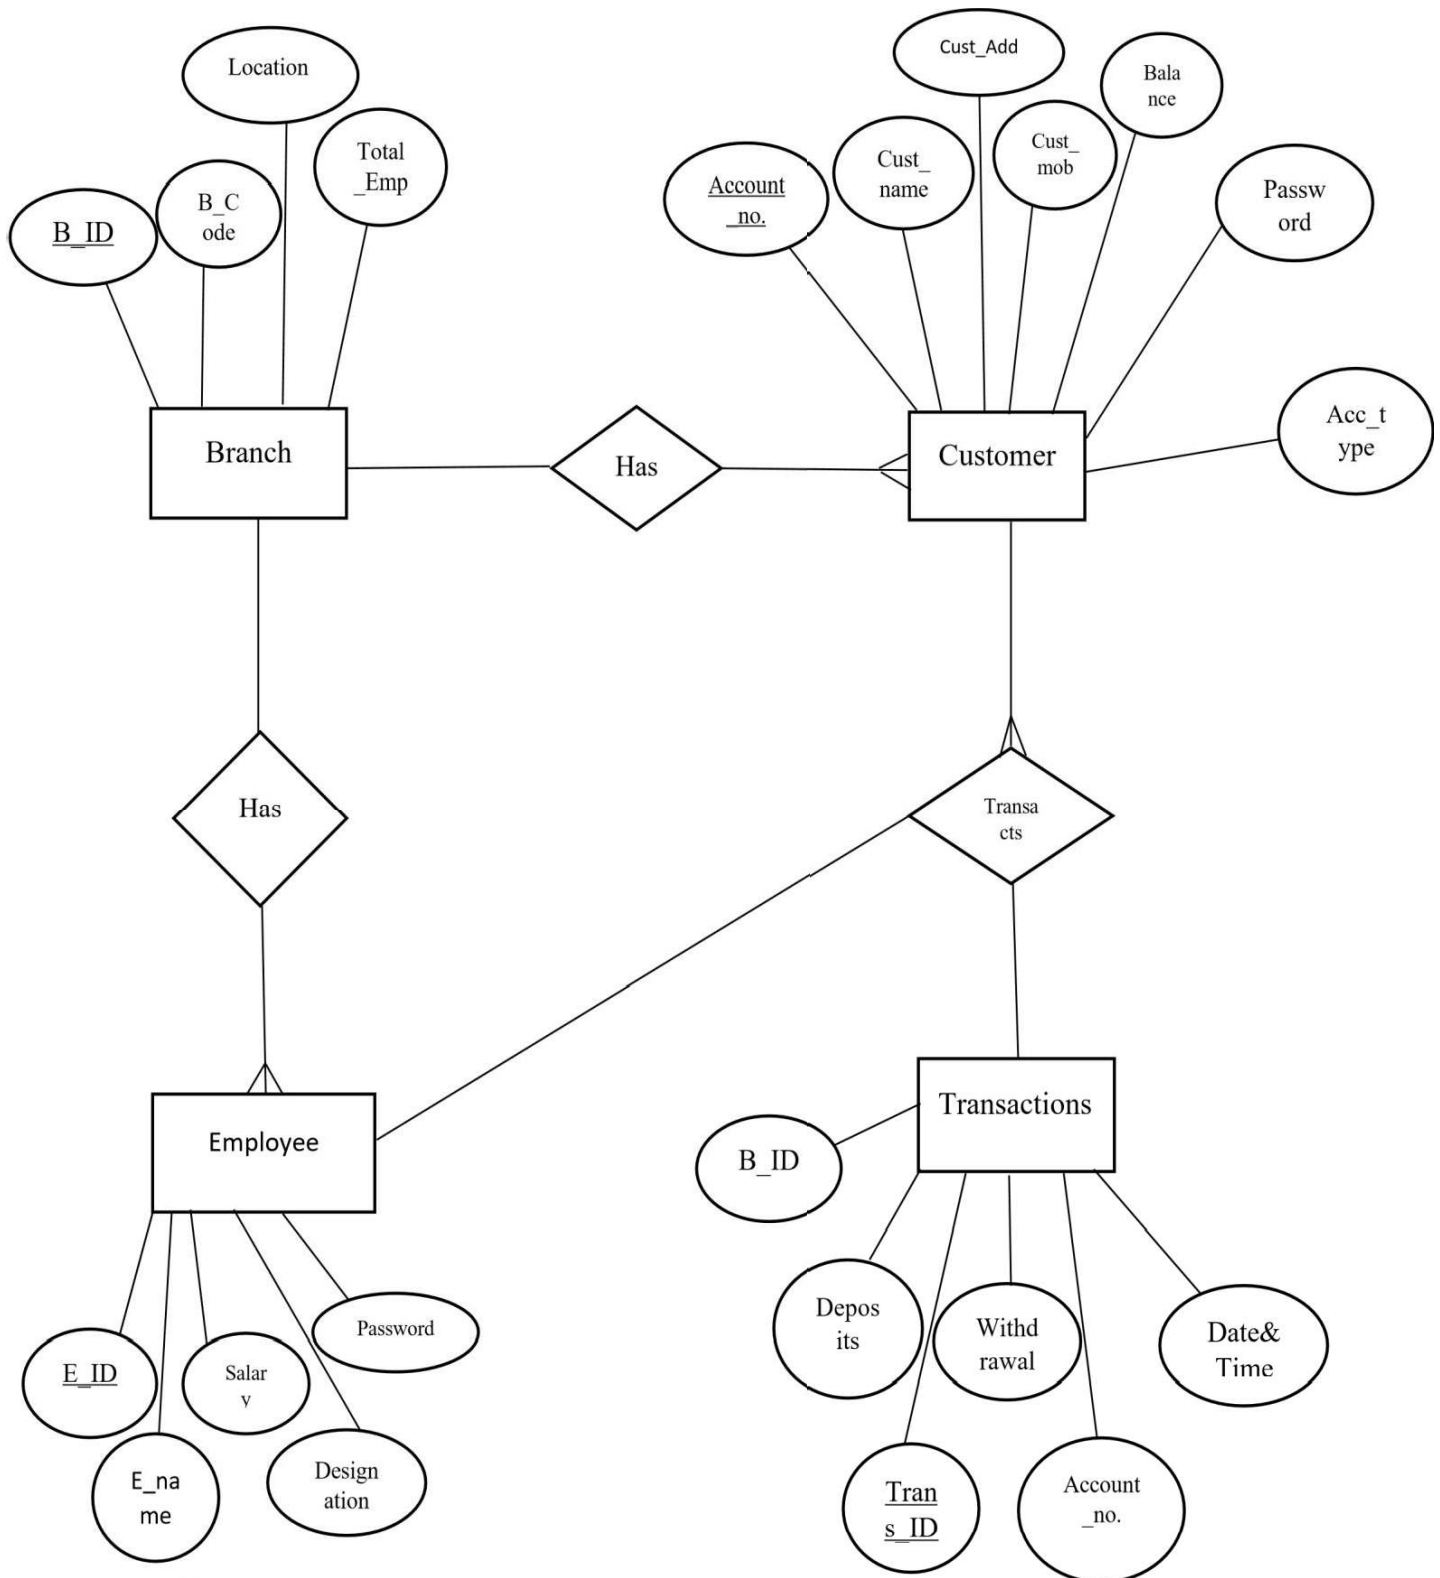 Location
Total
_Emp
B_C
ode
B_ID
Cust_Add
Bala
nce
Cust_
mob
Cust_
name
Account
_no.
Passw
ord
Acc_t
ype
Branch
Has
Customer
Has
Transa
cts
Employee
Transactions
B_ID
Depos
its
Withd
rawal
Date&
Time
Password
E_ID
Salar
y
E_na
me
Design
ation
Tran
s_ID
Account
_no.